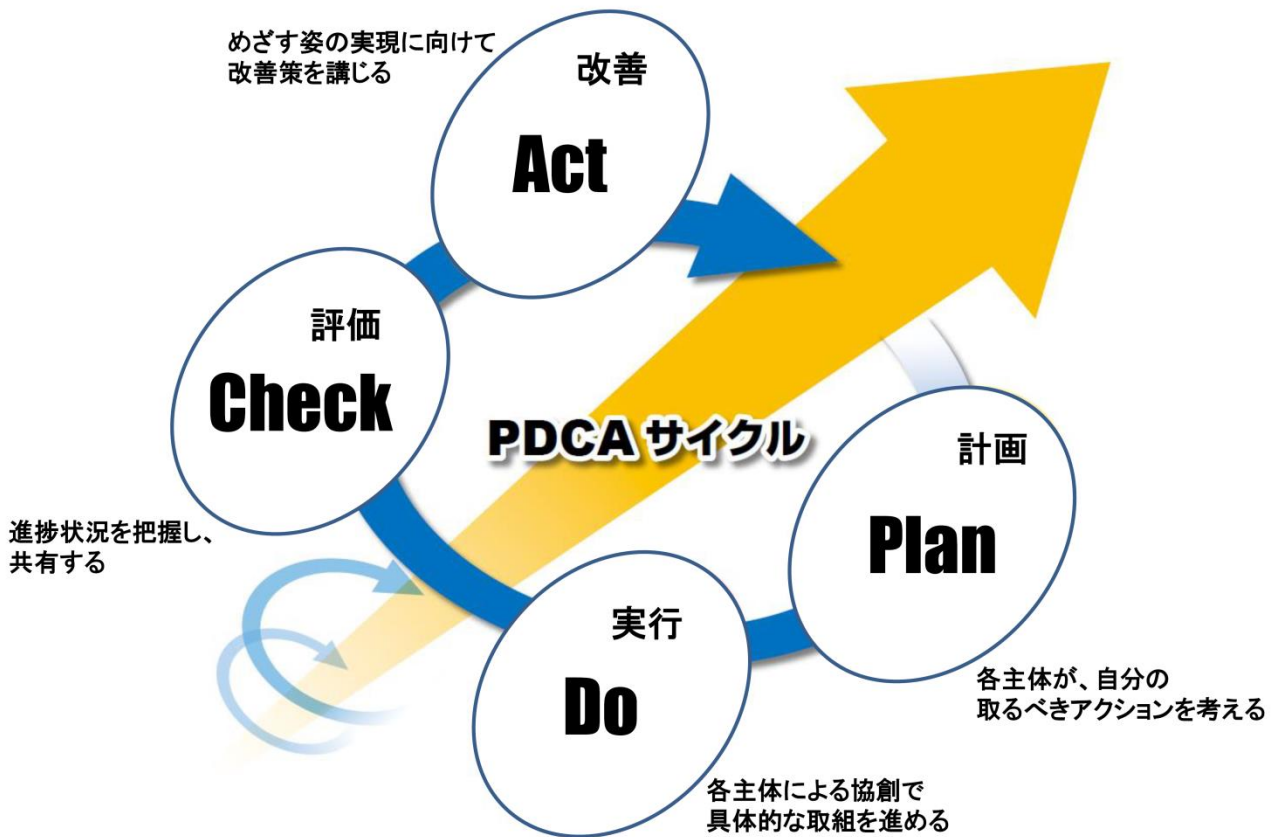 めざす姿の実現に向けて
改善策を講じる
改善
Act
評価
Check
進捗状況を把握し、
共有する
PDCA サイクル
計画
Plan
各主体が、自分の
取るべきアクションを考える
実行
Do
各主体による協創で
具体的な取組を進める